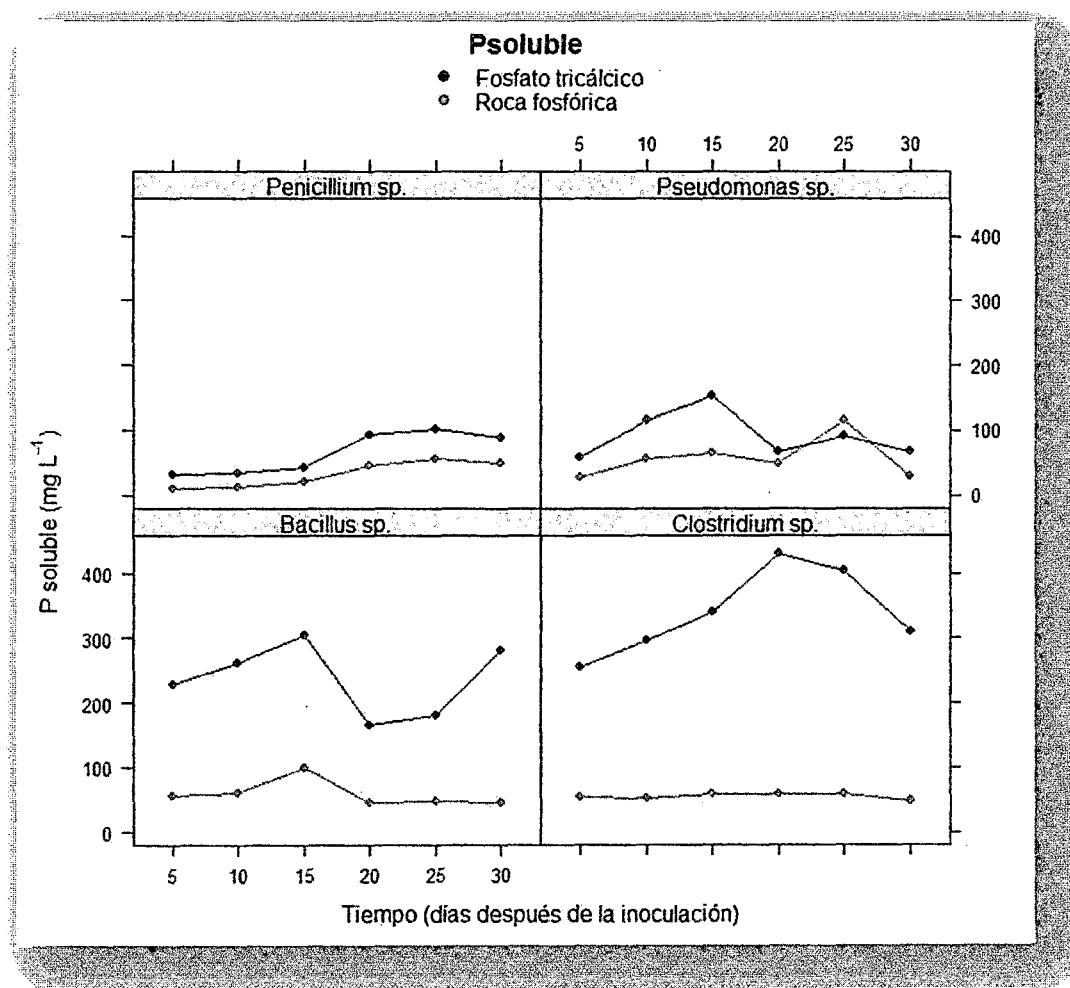 Psoluble
Fosfato tricálcico
Roca fosfórica
5 10 15 20 25 30
Penicillium sp. Pseudomonas sp.
400
300
200
100
0
Bacillus sp. Clostridium sp.
400
300
200
100
0
P soluble (mg L⁻¹)
5 10 15 20 25 30
Tiempo (días después de la inoculación)